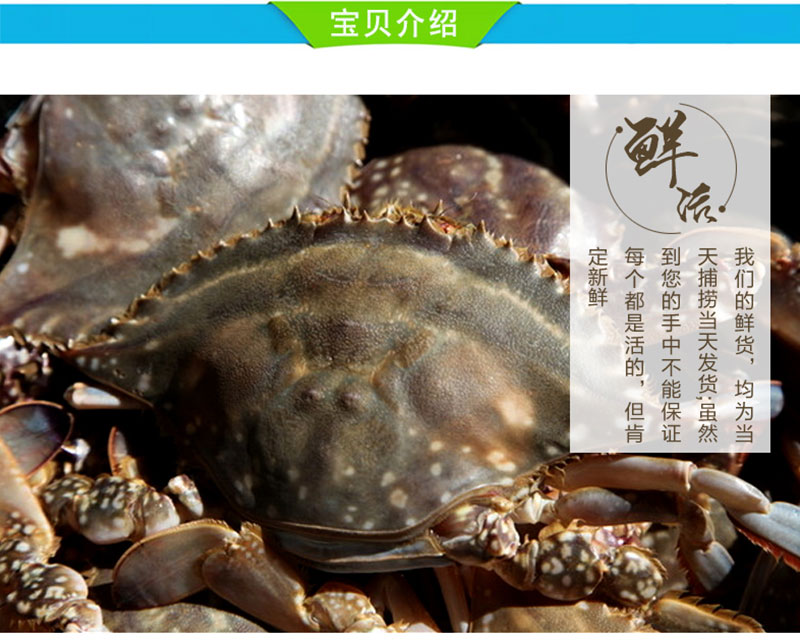 宝贝介绍
鲜活
我们的鲜货，均为当
天捕捞当天发货;虽然
到您的手中不能保证
每个都是活的，但肯
定新鲜